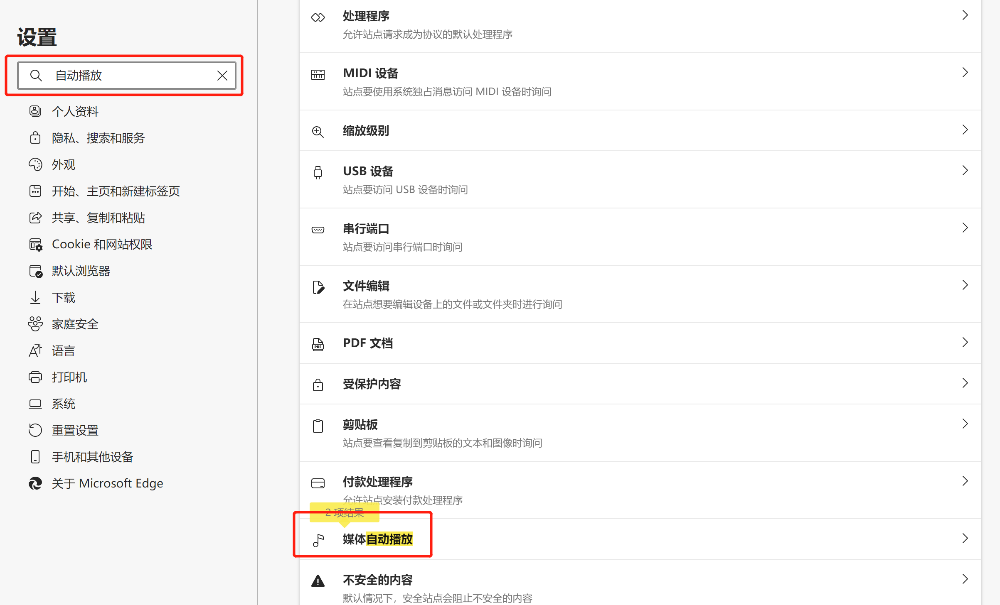 设置
自动播放
个人资料
隐私、搜索和服务
外观
开始、主页和新建标签页
共享、复制和粘贴
Cookie 和网站权限
默认浏览器
下载
家庭安全
语言
打印机
系统
重置设置
手机和其他设备
关于 Microsoft Edge
处理程序
允许站点请求成为协议的默认处理程序
MIDI 设备
站点要使用系统独占消息访问 MIDI 设备时询问
缩放级别
USB 设备
站点要访问 USB 设备时询问
串行端口
站点要访问串行端口时询问
文件编辑
在站点想要编辑设备上的文件或文件夹时进行询问
PDF 文档
受保护内容
剪贴板
站点要查看复制到剪贴板的文本和图像时询问
付款处理程序
允许站点安装付款处理程序
2 项结果
媒体自动播放
不安全的内容
默认情况下，安全站点会阻止不安全的内容